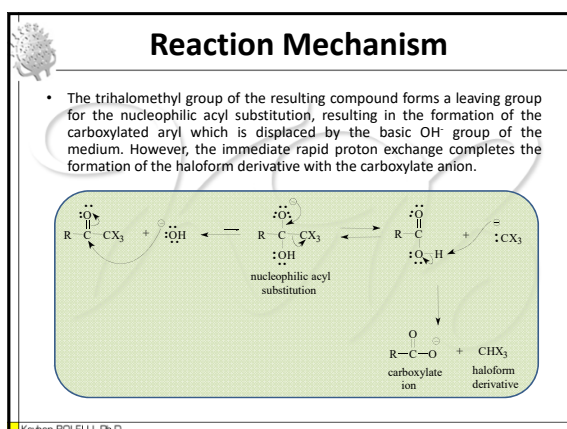 Reaction Mechanism
• The trihalomethyl group of the resulting compound forms a leaving group
for the nucleophilic acyl substitution, resulting in the formation of the
carboxylated aryl which is displaced by the basic OH⁻ group of the
medium. However, the immediate rapid proton exchange completes the
formation of the haloform derivative with the carboxylate anion.
O O O
R C CX₃ + OH R C CX₃ R C + CX₃
OH O H
nucleophilic acyl
substitution
O
R—C—O + CHX₃
carboxylate haloform
ion derivative